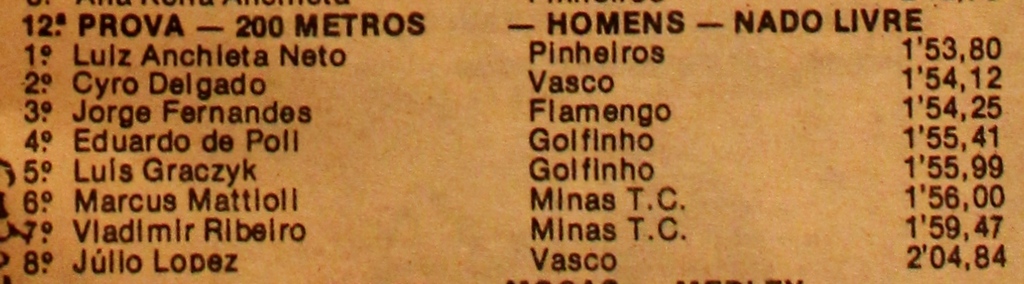 12ª PROVA — 200 METROS — HOMENS — NADO LIVRE
1º Luiz Anchieta Neto Pinheiros 1'53,80
2º Cyro Delgado Vasco 1'54,12
3º Jorge Fernandes Flamengo 1'54,25
4º Eduardo de Poli Golfinho 1'55,41
5º Luis Graczyk Golfinho 1'55,99
6º Marcus Mattioli Minas T.C. 1'56,00
7º Vladimir Ribeiro Minas T.C. 1'59,47
8º Júlio Lopez Vasco 2'04,84